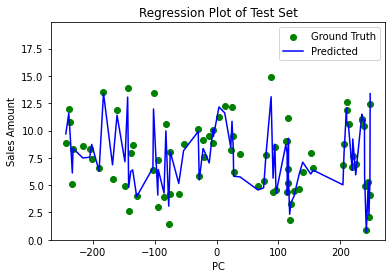 Regression Plot of Test Set
Ground Truth
Predicted
17.5
15.0
12.5
10.0
7.5
5.0
2.5
0.0
Sales Amount
−200
−100
0
100
200
PC